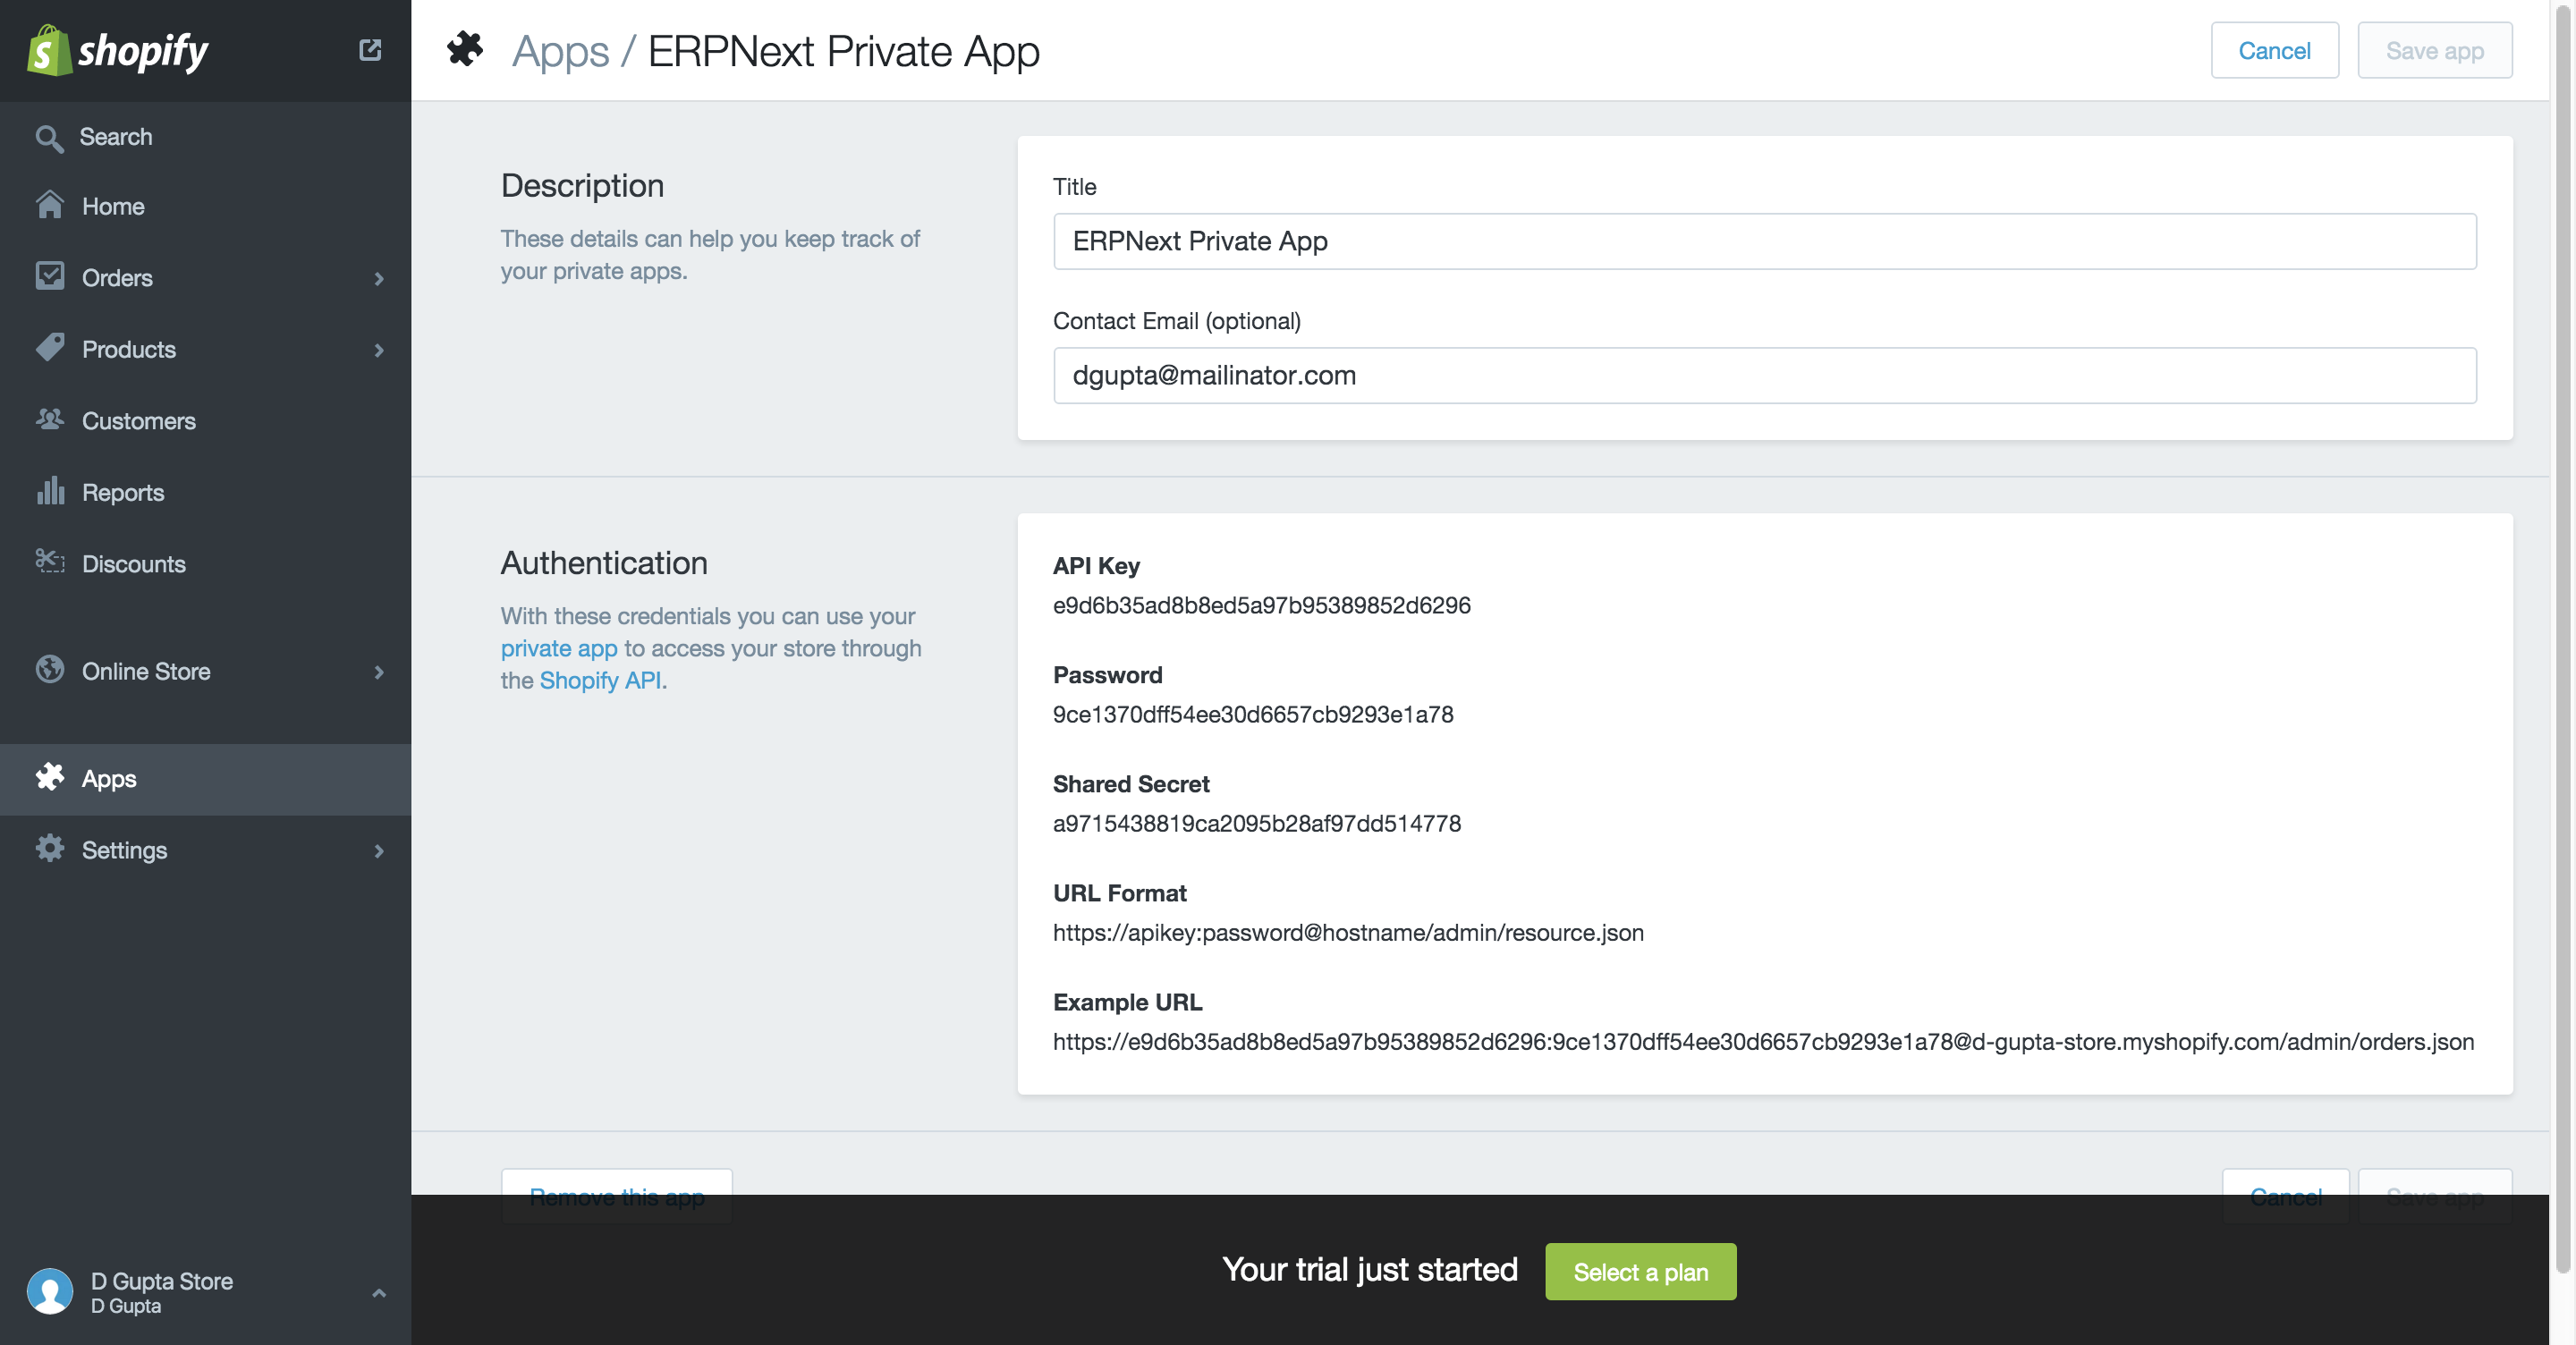 shopify
Search
Home
Orders
Products
Customers
Reports
Discounts
Online Store
Apps
Settings
D Gupta Store
D Gupta
Apps / ERPNext Private App
Cancel
Save app
Description
These details can help you keep track of
your private apps.
Title
ERPNext Private App
Contact Email (optional)
dgupta@mailinator.com
Authentication
With these credentials you can use your
private app to access your store through
the Shopify API.
API Key
e9d6b35ad8b8ed5a97b95389852d6296
Password
9ce1370dff54ee30d6657cb9293e1a78
Shared Secret
a9715438819ca2095b28af97dd514778
URL Format
https://apikey:password@hostname/admin/resource.json
Example URL
https://e9d6b35ad8b8ed5a97b95389852d6296:9ce1370dff54ee30d6657cb9293e1a78@d-gupta-store.myshopify.com/admin/orders.json
Remove this app
Cancel
Save app
Your trial just started
Select a plan